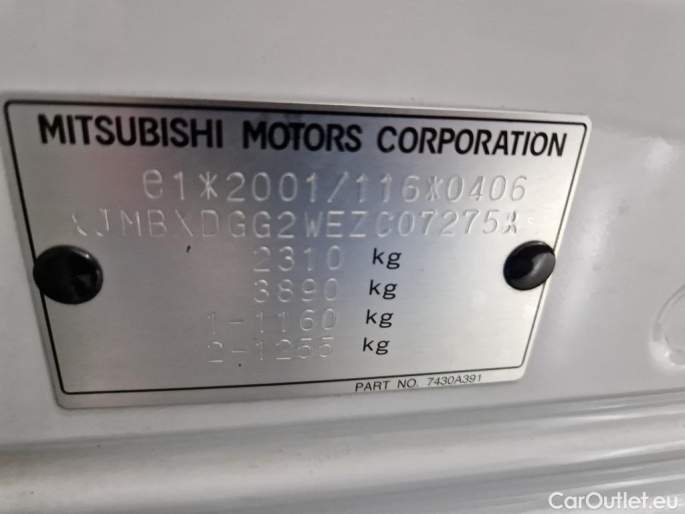 MITSUBISHI MOTORS CORPORATION
e1*2001/116*0406
*JMBXDGG2WEZC07275*
2310 kg
3890 kg
1-1160 kg
2-1255 kg
PART NO. 7430A391
CarOutlet.eu